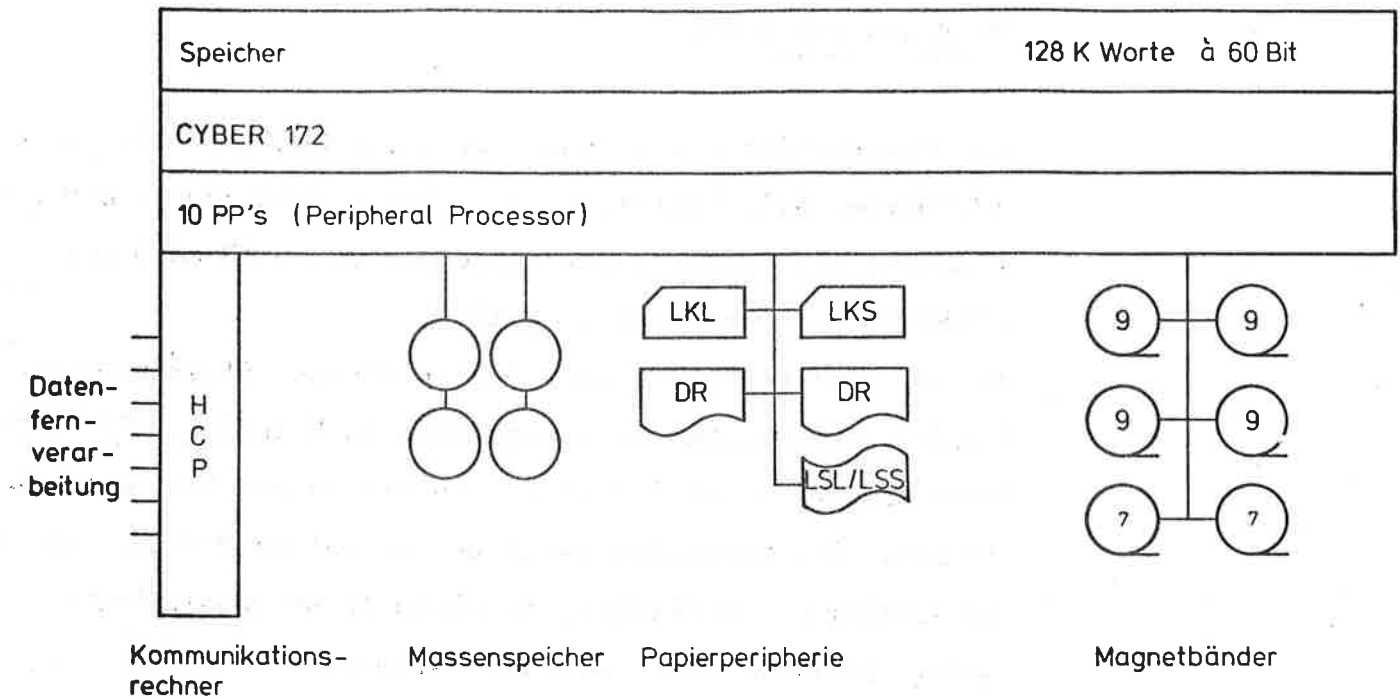 Speicher 128 K Worte à 60 Bit
CYBER 172
10 PP's (Peripheral Processor)
Daten-
fern-
verar-
beitung
H
C
P
LKL LKS
DR DR
LSL/LSS
9 9
9 9
7 7
Kommunikations-
rechner
Massenspeicher
Papierperipherie
Magnetbänder